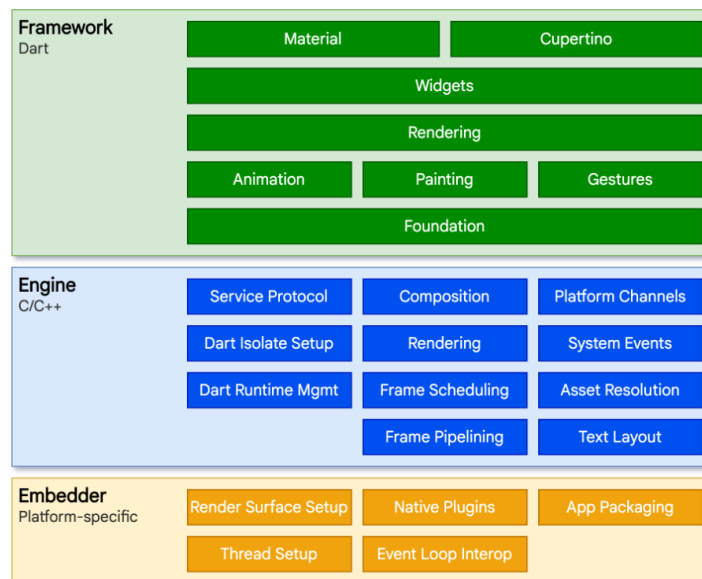 Framework
Dart
Material
Cupertino
Widgets
Rendering
Animation
Painting
Gestures
Foundation
Engine
C/C++
Service Protocol
Composition
Platform Channels
Dart Isolate Setup
Rendering
System Events
Dart Runtime Mgmt
Frame Scheduling
Asset Resolution
Frame Pipelining
Text Layout
Embedder
Platform-specific
Render Surface Setup
Native Plugins
App Packaging
Thread Setup
Event Loop Interop